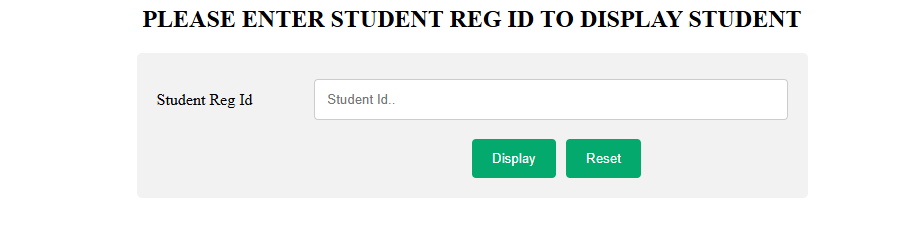 PLEASE ENTER STUDENT REG ID TO DISPLAY STUDENT
Student Reg Id
Student Id..
Display
Reset